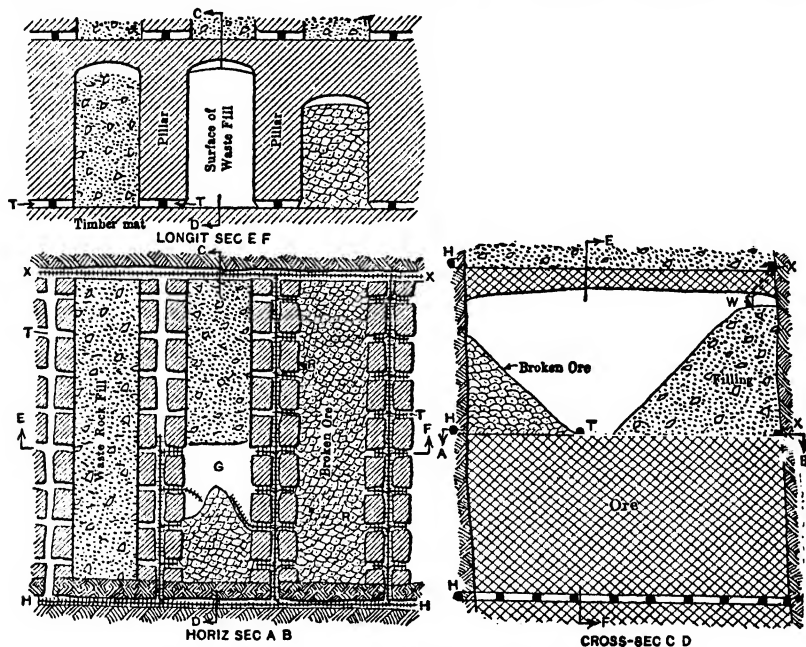 C
Pillar
Surface of
Waste Fill
Pillar
T T
Timber mat
D
LONGIT SEC E F
C
X X
T
Waste Rock Fill
Broken Ore
T
E F
G
R
H D H
HORIZ SEC A B
E
H X
W
Broken Ore
Filling
H T X
A B
Ore
H
F
CROSS-SEC C D